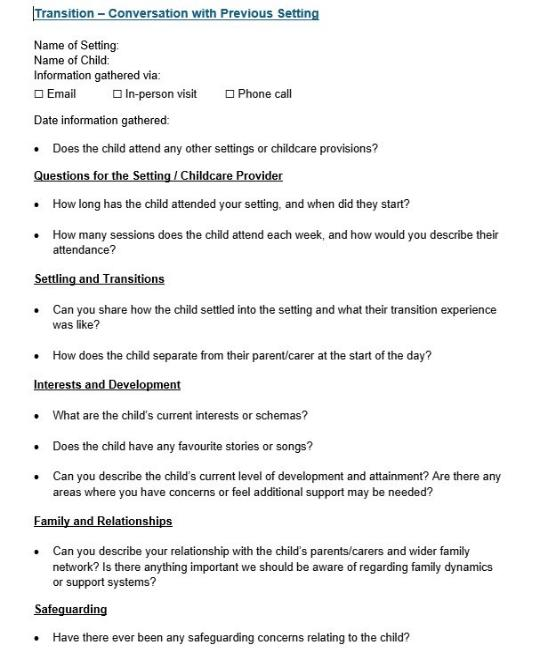 Transition – Conversation with Previous Setting
Name of Setting:
Name of Child:
Information gathered via:
☐ Email ☐ In-person visit ☐ Phone call
Date information gathered:
• Does the child attend any other settings or childcare provisions?
Questions for the Setting / Childcare Provider
• How long has the child attended your setting, and when did they start?
• How many sessions does the child attend each week, and how would you describe their
attendance?
Settling and Transitions
• Can you share how the child settled into the setting and what their transition experience
was like?
• How does the child separate from their parent/carer at the start of the day?
Interests and Development
• What are the child's current interests or schemas?
• Does the child have any favourite stories or songs?
• Can you describe the child's current level of development and attainment? Are there any
areas where you have concerns or feel additional support may be needed?
Family and Relationships
• Can you describe your relationship with the child's parents/carers and wider family
network? Is there anything important we should be aware of regarding family dynamics
or support systems?
Safeguarding
• Have there ever been any safeguarding concerns relating to the child?